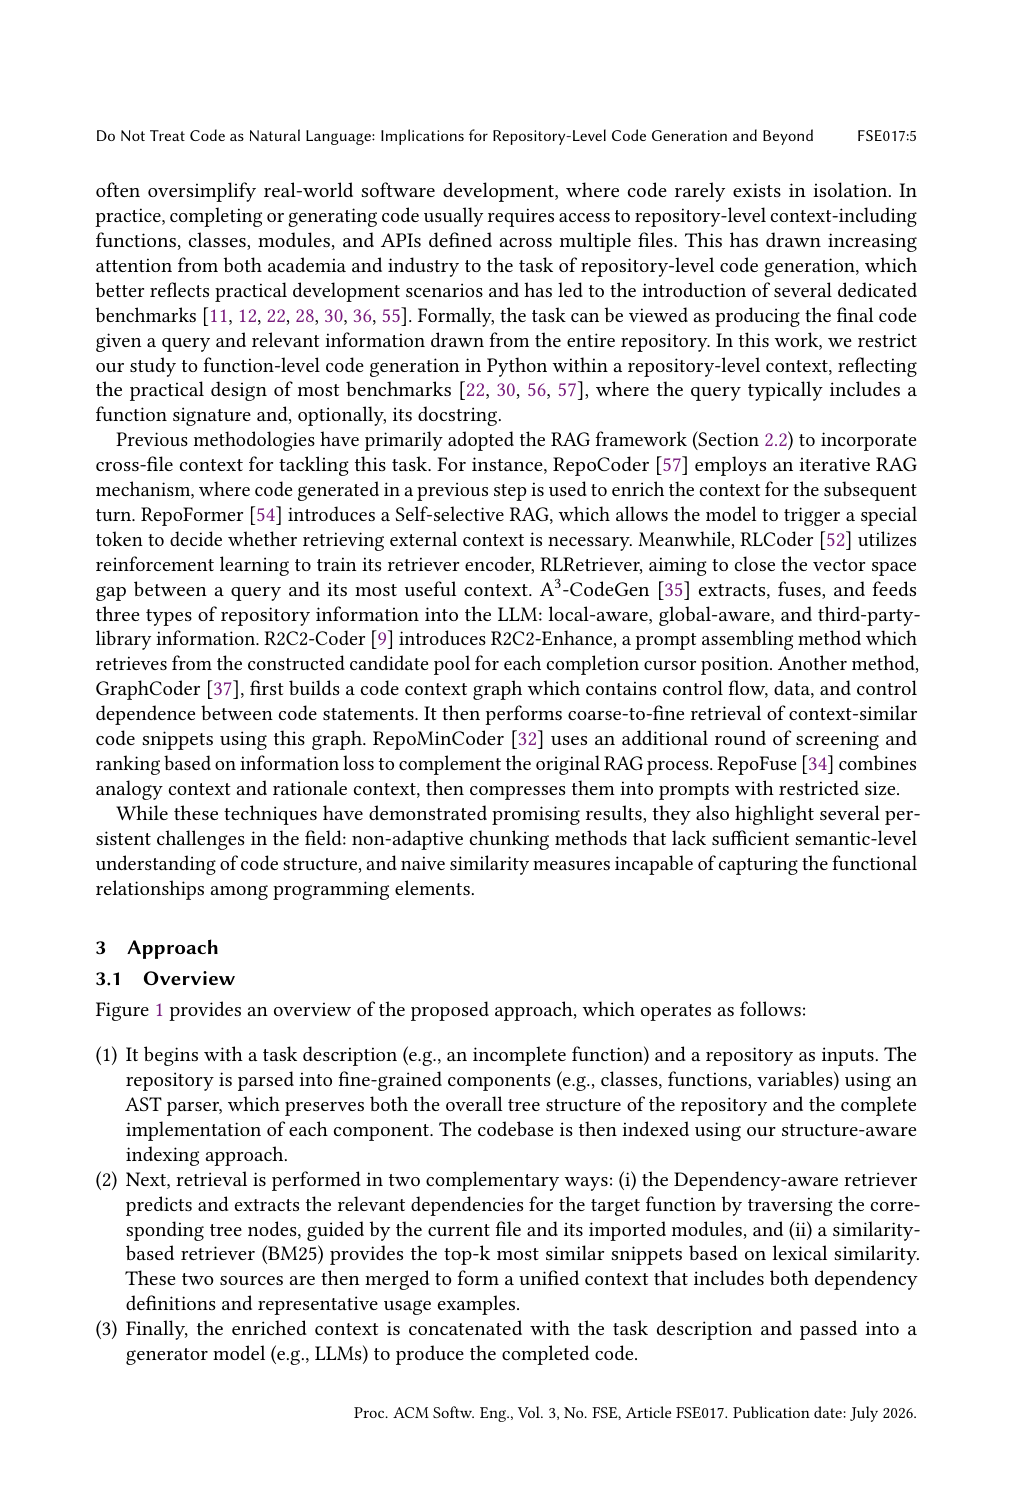 Do Not Treat Code as Natural Language: Implications for Repository-Level Code Generation and Beyond FSE017:5
often oversimplify real-world software development, where code rarely exists in isolation. In
practice, completing or generating code usually requires access to repository-level context-including
functions, classes, modules, and APIs defined across multiple files. This has drawn increasing
attention from both academia and industry to the task of repository-level code generation, which
better reflects practical development scenarios and has led to the introduction of several dedicated
benchmarks [11, 12, 22, 28, 30, 36, 55]. Formally, the task can be viewed as producing the final code
given a query and relevant information drawn from the entire repository. In this work, we restrict
our study to function-level code generation in Python within a repository-level context, reflecting
the practical design of most benchmarks [22, 30, 56, 57], where the query typically includes a
function signature and, optionally, its docstring.
Previous methodologies have primarily adopted the RAG framework (Section 2.2) to incorporate
cross-file context for tackling this task. For instance, RepoCoder [57] employs an iterative RAG
mechanism, where code generated in a previous step is used to enrich the context for the subsequent
turn. RepoFormer [54] introduces a Self-selective RAG, which allows the model to trigger a special
token to decide whether retrieving external context is necessary. Meanwhile, RLCoder [52] utilizes
reinforcement learning to train its retriever encoder, RLRetriever, aiming to close the vector space
gap between a query and its most useful context. A³-CodeGen [35] extracts, fuses, and feeds
three types of repository information into the LLM: local-aware, global-aware, and third-party-
library information. R2C2-Coder [9] introduces R2C2-Enhance, a prompt assembling method which
retrieves from the constructed candidate pool for each completion cursor position. Another method,
GraphCoder [37], first builds a code context graph which contains control flow, data, and control
dependence between code statements. It then performs coarse-to-fine retrieval of context-similar
code snippets using this graph. RepoMinCoder [32] uses an additional round of screening and
ranking based on information loss to complement the original RAG process. RepoFuse [34] combines
analogy context and rationale context, then compresses them into prompts with restricted size.
While these techniques have demonstrated promising results, they also highlight several per-
sistent challenges in the field: non-adaptive chunking methods that lack sufficient semantic-level
understanding of code structure, and naive similarity measures incapable of capturing the functional
relationships among programming elements.
3 Approach
3.1 Overview
Figure 1 provides an overview of the proposed approach, which operates as follows:
(1) It begins with a task description (e.g., an incomplete function) and a repository as inputs. The
repository is parsed into fine-grained components (e.g., classes, functions, variables) using an
AST parser, which preserves both the overall tree structure of the repository and the complete
implementation of each component. The codebase is then indexed using our structure-aware
indexing approach.
(2) Next, retrieval is performed in two complementary ways: (i) the Dependency-aware retriever
predicts and extracts the relevant dependencies for the target function by traversing the corre-
sponding tree nodes, guided by the current file and its imported modules, and (ii) a similarity-
based retriever (BM25) provides the top-k most similar snippets based on lexical similarity.
These two sources are then merged to form a unified context that includes both dependency
definitions and representative usage examples.
(3) Finally, the enriched context is concatenated with the task description and passed into a
generator model (e.g., LLMs) to produce the completed code.
Proc. ACM Softw. Eng., Vol. 3, No. FSE, Article FSE017. Publication date: July 2026.